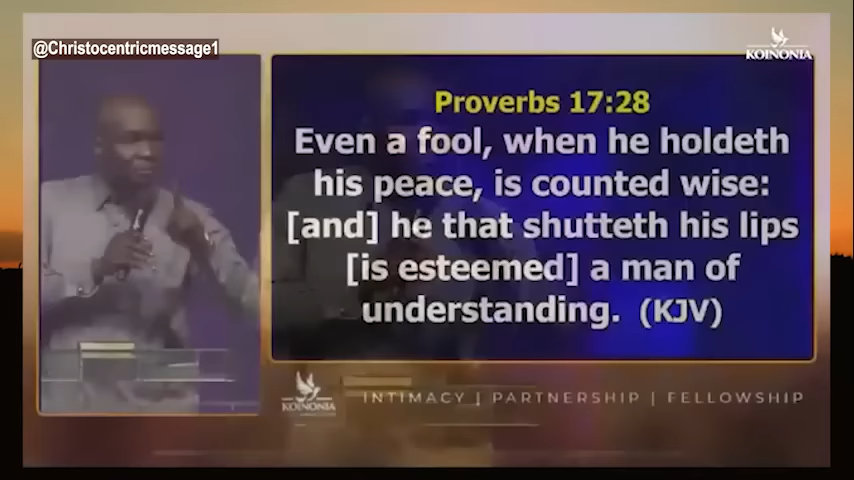 @Christocentricmessage1
KOINONIA
Proverbs 17:28
Even a fool, when he holdeth
his peace, is counted wise:
[and] he that shutteth his lips
[is esteemed] a man of
understanding. (KJV)
KOINONIA
INTIMACY | PARTNERSHIP | FELLOWSHIP